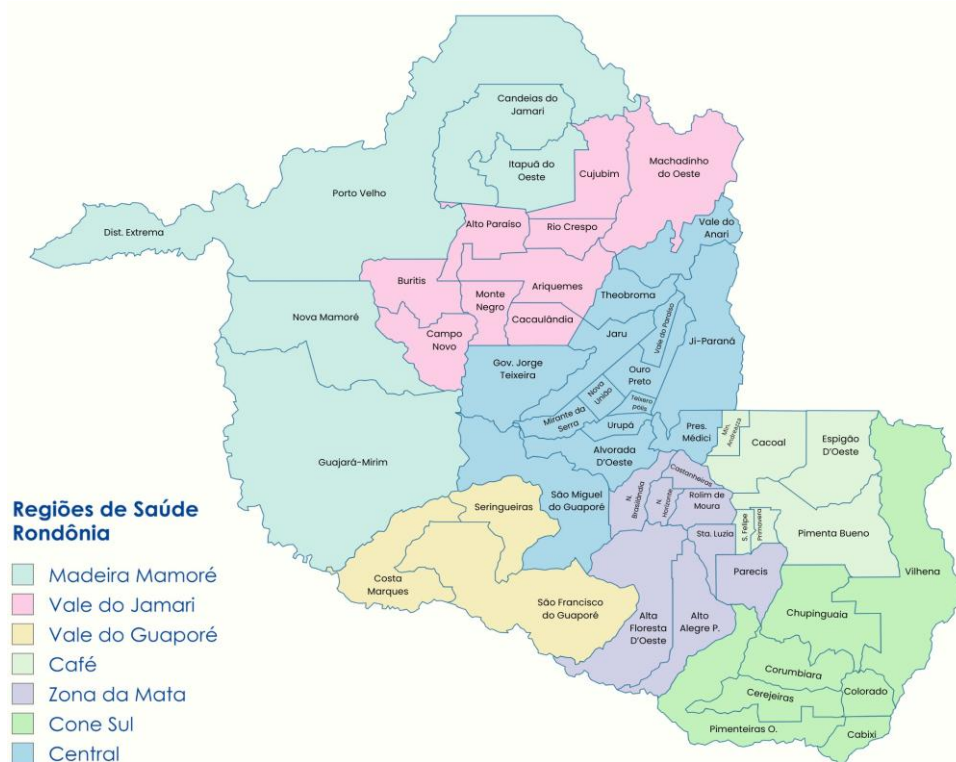 Candeias do
Jamari
Itapuã do
Oeste
Cujubim
Machadinho
do Oeste
Porto Velho
Dist. Extrema
Alto Paraíso
Rio Crespo
Vale do
Anari
Buritis
Ariquemes
Monte
Negro
Theobroma
Nova Mamoré
Cacaulândia
Campo
Novo
Jaru
Vale do Paraíso
Ji-Paraná
Gov. Jorge
Teixeira
Ouro
Preto
Nova
União
Teixero
polis
Mirante da
Serra
Urupá
Pres.
Médici
Min.
Andreazza
Cacoal
Espigão
D'Oeste
Alvorada
D'Oeste
Guajará-Mirim
Castanheiras
São Miguel
do Guaporé
N.
Brasilândia
N.
Horizonte
Rolim de
Moura
Seringueiras
S. Felipe
Primavera
Pimenta Bueno
Sta. Luzia
Vilhena
Parecis
Costa
Marques
São Francisco
do Guaporé
Alta
Floresta
D'Oeste
Alto
Alegre P.
Chupinguaia
Corumbiara
Cerejeiras
Colorado
Pimenteiras O.
Cabixi
Regiões de Saúde
Rondônia
Madeira Mamoré
Vale do Jamari
Vale do Guaporé
Café
Zona da Mata
Cone Sul
Central